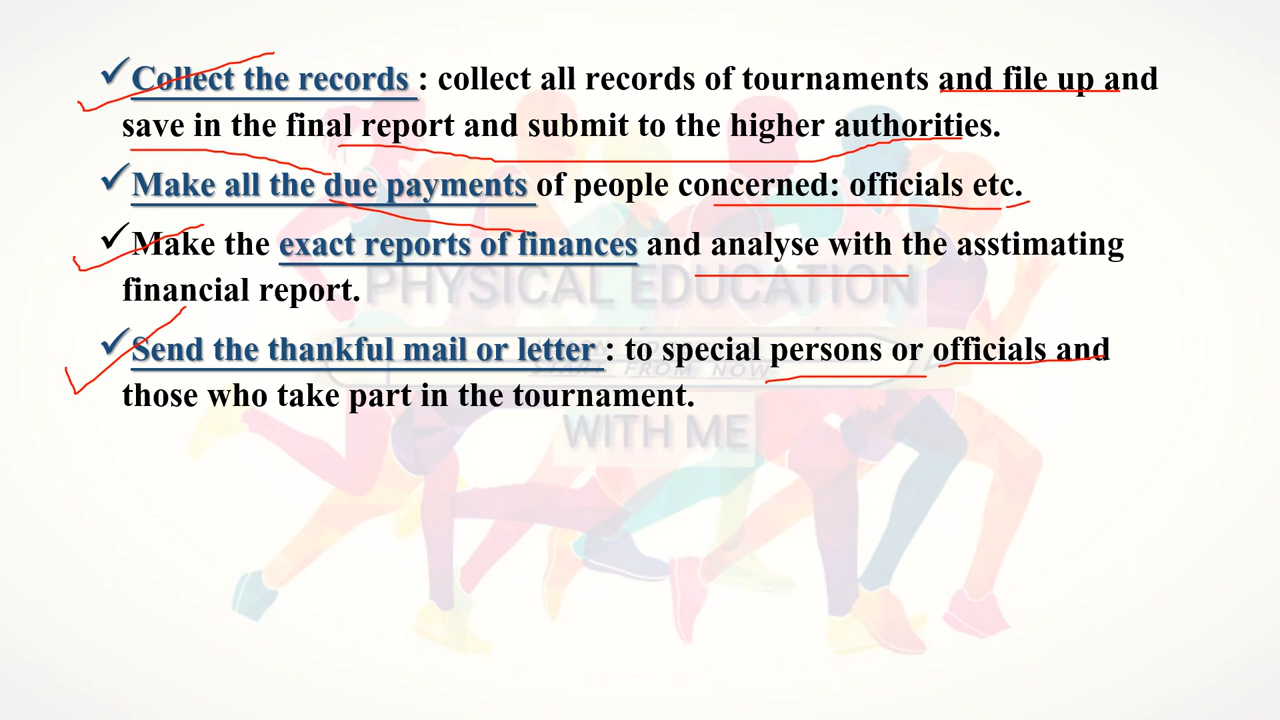 ✓Collect the records : collect all records of tournaments and file up and
save in the final report and submit to the higher authorities.
✓Make all the due payments of people concerned: officials etc.
✓Make the exact reports of finances and analyse with the asstimating
financial report.
✓Send the thankful mail or letter : to special persons or officials and
those who take part in the tournament.
PHYSICAL EDUCATION
START FROM NOW
WITH ME